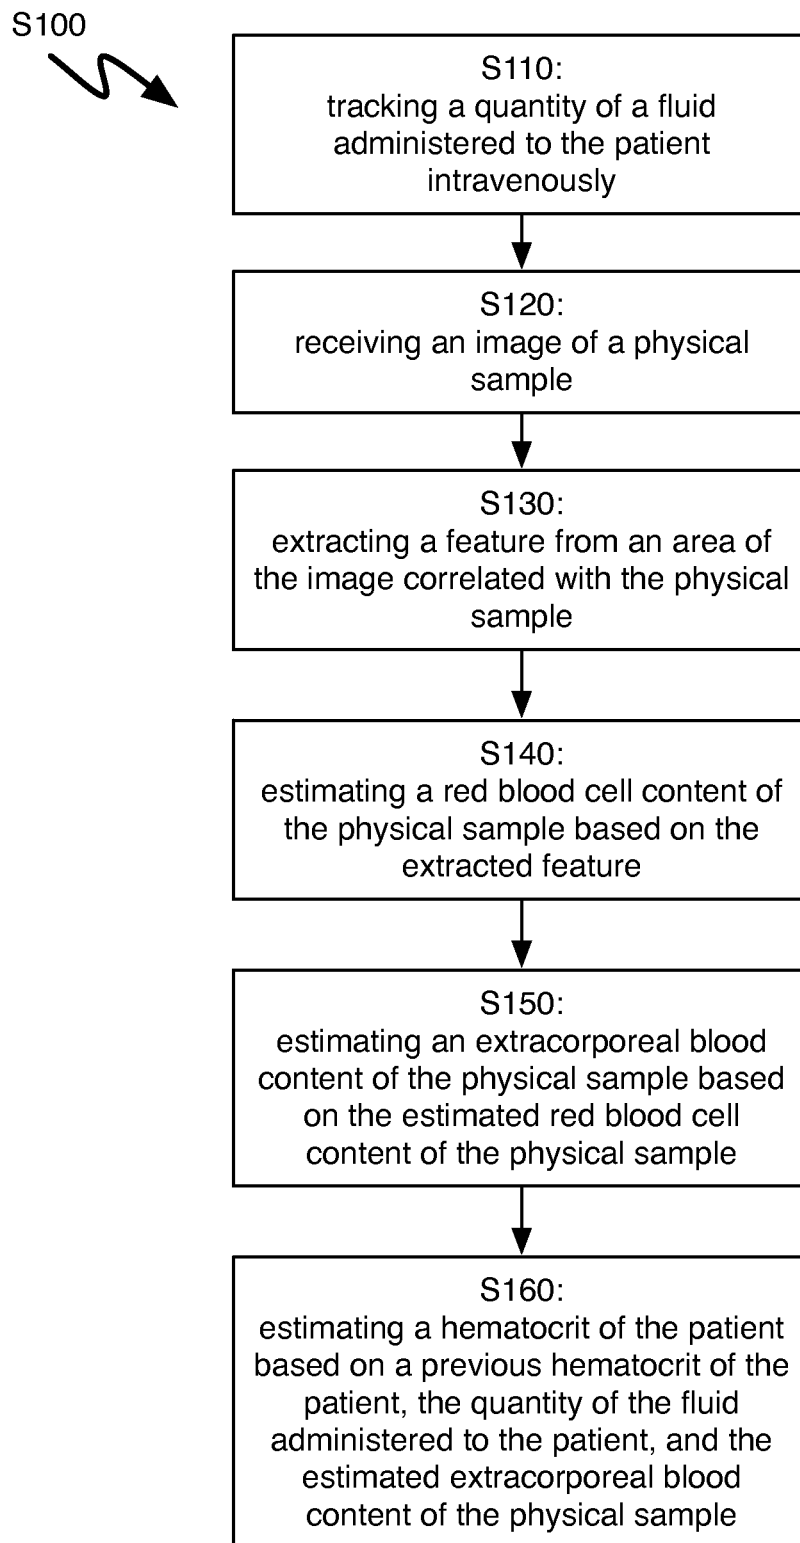 S100
S110:
tracking a quantity of a fluid
administered to the patient
intravenously
S120:
receiving an image of a physical
sample
S130:
extracting a feature from an area of
the image correlated with the physical
sample
S140:
estimating a red blood cell content of
the physical sample based on the
extracted feature
S150:
estimating an extracorporeal blood
content of the physical sample based
on the estimated red blood cell
content of the physical sample
S160:
estimating a hematocrit of the patient
based on a previous hematocrit of the
patient, the quantity of the fluid
administered to the patient, and the
estimated extracorporeal blood
content of the physical sample